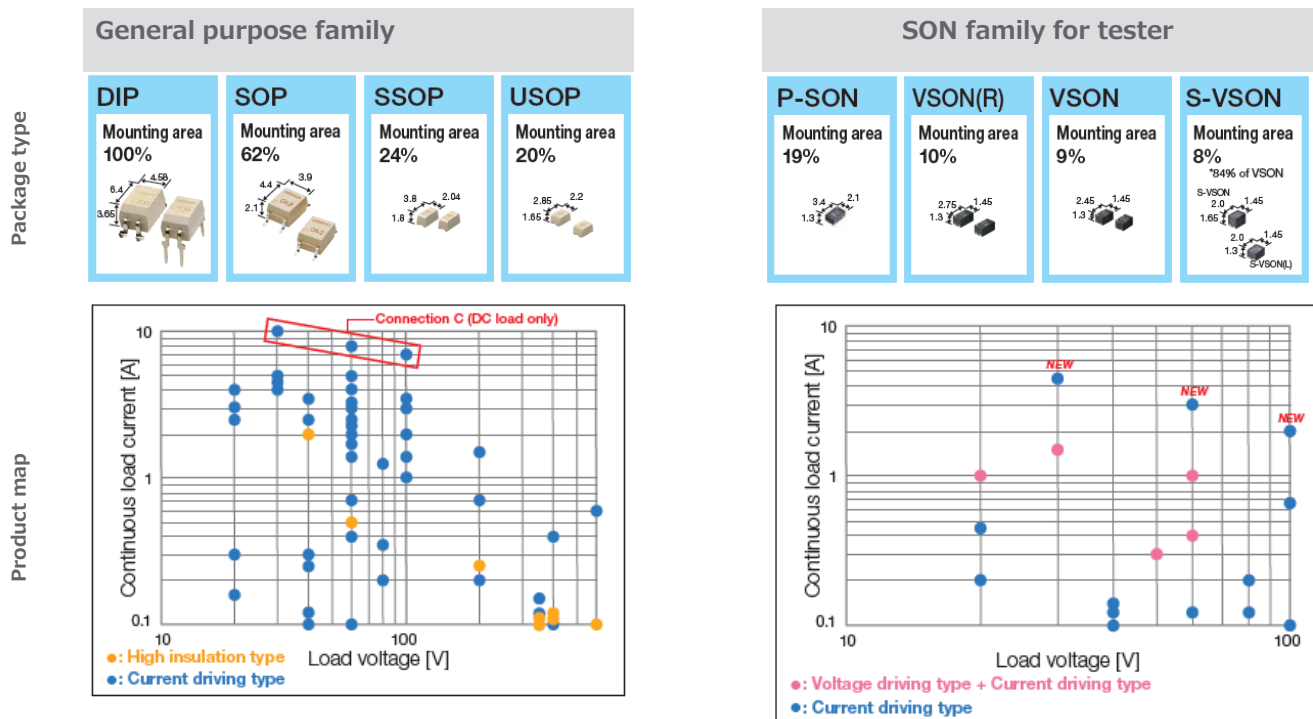 General purpose family
SON family for tester
Package type
DIP
Mounting area
100%
4.58
6.4
3.65
SOP
Mounting area
62%
3.9
4.4
2.1
SSOP
Mounting area
24%
3.8
2.04
1.8
USOP
Mounting area
20%
2.85
2.2
1.65
P-SON
Mounting area
19%
3.4
2.1
1.3
VSON(R)
Mounting area
10%
2.75
1.45
1.3
VSON
Mounting area
9%
2.45
1.45
1.3
S-VSON
Mounting area
8%
*84% of VSON
S-VSON
2.0
1.45
1.65
2.0
1.45
1.3
S-VSON(L)
Product map
Connection C (DC load only)
Continuous load current [A]
10
1
0.1
10
100
Load voltage [V]
: High insulation type
: Current driving type
Continuous load current [A]
10
1
0.1
NEW
NEW
NEW
10
100
Load voltage [V]
: Voltage driving type + Current driving type
: Current driving type